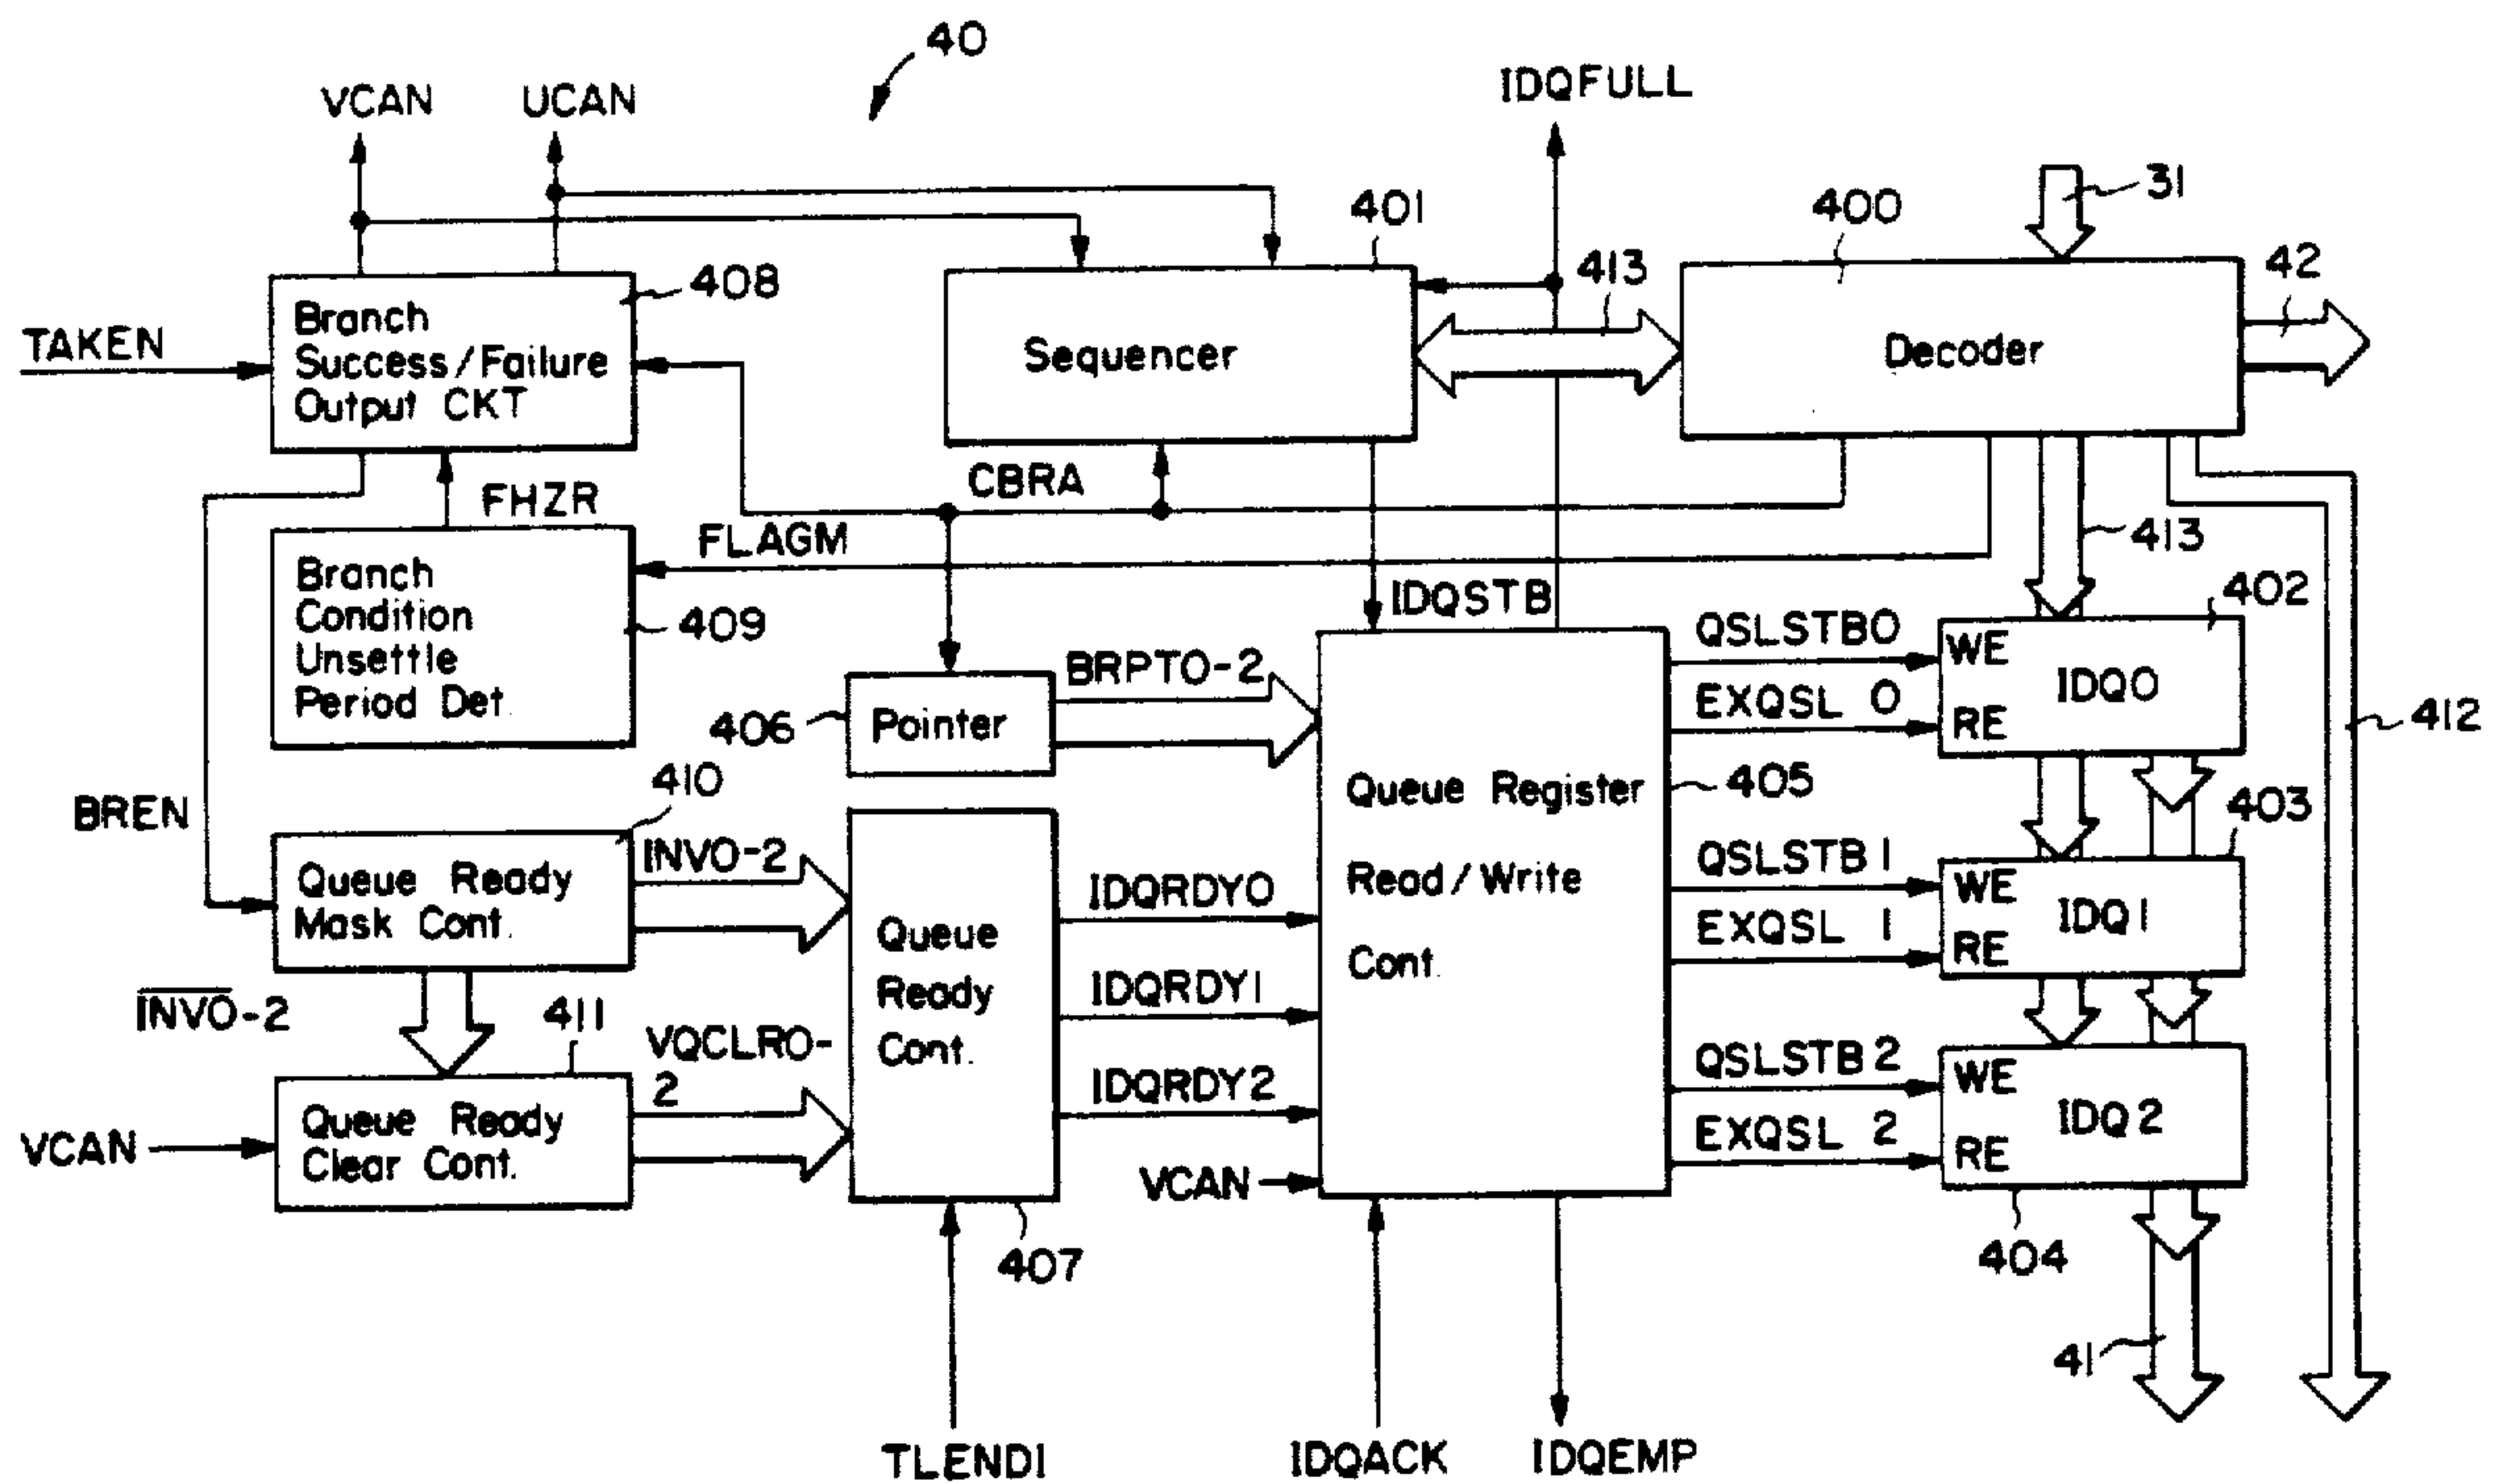 40
VCAN
UCAN
IDQFULL
31
401
400
413
42
408
Branch
Success/Failure
Output CKT
TAKEN
Sequencer
Decoder
CBRA
FHZR
FLAGM
413
402
IDQSTB
Branch
Condition
Unsettle
Period Det.
409
QSLSTB0
WE
IDQ0
BRPT0-2
EXQSL 0
RE
406
Pointer
412
410
405
403
BREN
Queue Register
Read/Write
Cont.
INV0-2
QSLSTB1
WE
IDQ1
Queue Ready
Mask Cont.
IDQRDY0
EXQSL 1
RE
Queue
Ready
Cont.
IDQRDY1
INV0-2
411
VQCLR0-
2
QSLSTB2
WE
IDQ2
IDQRDY2
Queue Ready
Clear Cont.
EXQSL 2
RE
VCAN
VCAN
407
404
41
TLENDI
IDQACK
IDQEMP